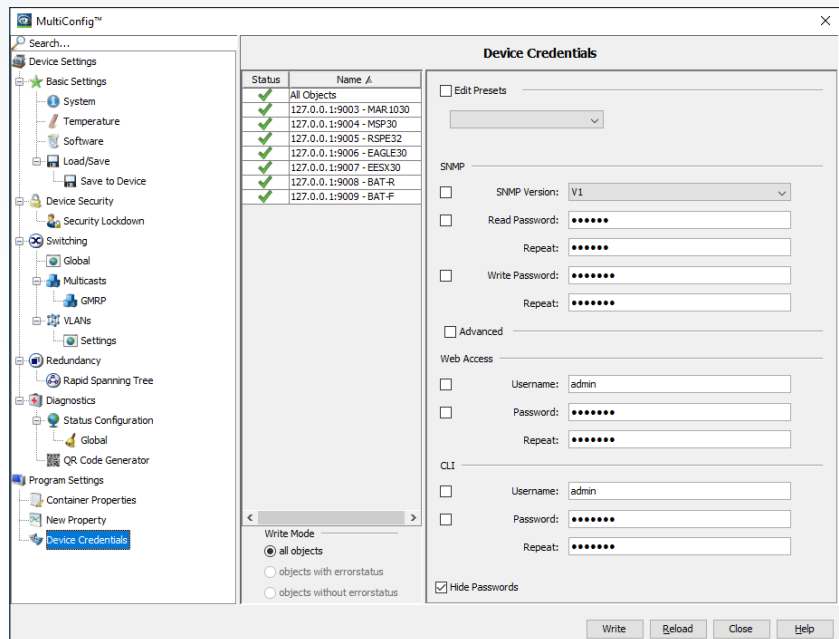 MultiConfig™
Search...
Device Settings
Basic Settings
System
Temperature
Software
Load/Save
Save to Device
Device Security
Security Lockdown
Switching
Global
Multicasts
GMRP
VLANs
Settings
Redundancy
Rapid Spanning Tree
Diagnostics
Status Configuration
Global
QR Code Generator
Program Settings
Container Properties
New Property
Device Credentials
Device Credentials
Status Name
All Objects
127.0.0.1:9003 - MAR1030
127.0.0.1:9004 - MSP30
127.0.0.1:9005 - RSPE32
127.0.0.1:9006 - EAGLE30
127.0.0.1:9007 - EESX30
127.0.0.1:9008 - BAT-R
127.0.0.1:9009 - BAT-F
Write Mode
all objects
objects with errorstatus
objects without errorstatus
Edit Presets
SNMP
SNMP Version: V1
Read Password: ●●●●●●
Repeat: ●●●●●●
Write Password: ●●●●●●●
Repeat: ●●●●●●●
Advanced
Web Access
Username: admin
Password: ●●●●●●●
Repeat: ●●●●●●●
CLI
Username: admin
Password: ●●●●●●●
Repeat: ●●●●●●●
Hide Passwords
Write Reload Close Help